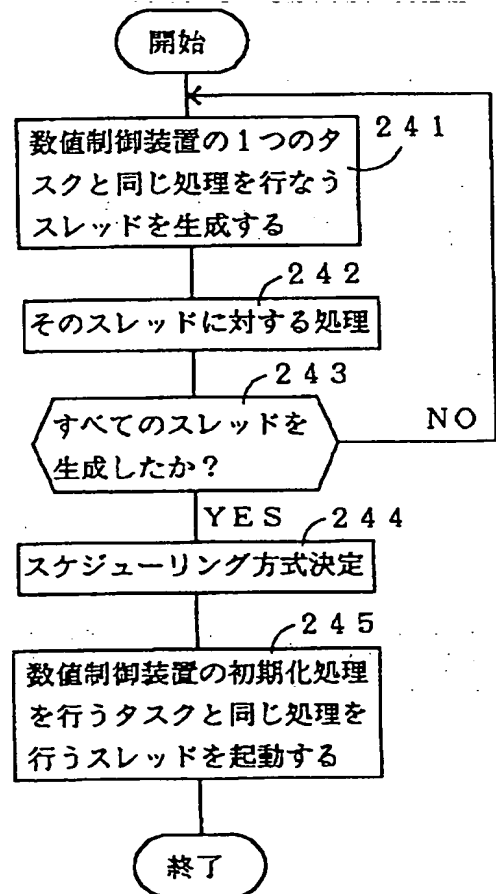 開始
数値制御装置の１つのタ
スクと同じ処理を行なう
スレッドを生成する
２４１
２４２
そのスレッドに対する処理
２４３
すべてのスレッドを
生成したか？
ＮＯ
ＹＥＳ
２４４
スケジューリング方式決定
２４５
数値制御装置の初期化処理
を行うタスクと同じ処理を
行うスレッドを起動する
終了